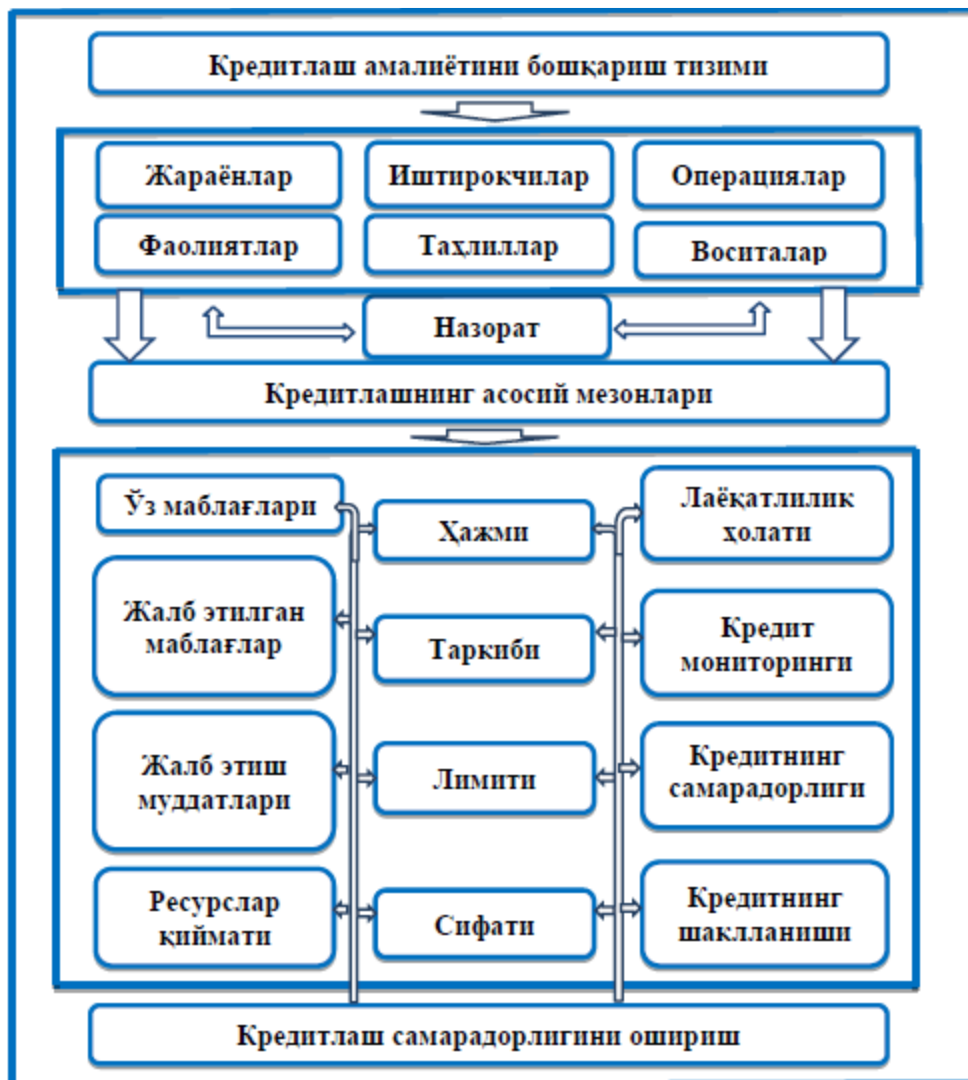 Кредитлаш амалиётини бошқариш тизими
Жараёнлар
Иштирокчилар
Операциялар
Фаолиятлар
Таҳлиллар
Воситалар
Назорат
Кредитлашнинг асосий мезонлари
Ўз маблағлари
Ҳажми
Лаёқатлилик
ҳолати
Жалб этилган
маблағлар
Таркиби
Кредит
мониторинги
Жалб этиш
муддатлари
Лимити
Кредитнинг
самарадорлиги
Ресурслар
қиймати
Сифати
Кредитнинг
шаклланиши
Кредитлаш самарадорлигини ошириш